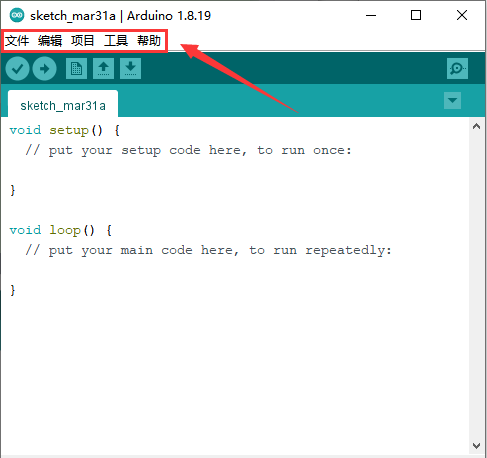 sketch_mar31a | Arduino 1.8.19
文件 编辑 项目 工具 帮助
sketch_mar31a
void setup() {
  // put your setup code here, to run once:
}
void loop() {
  // put your main code here, to run repeatedly:
}